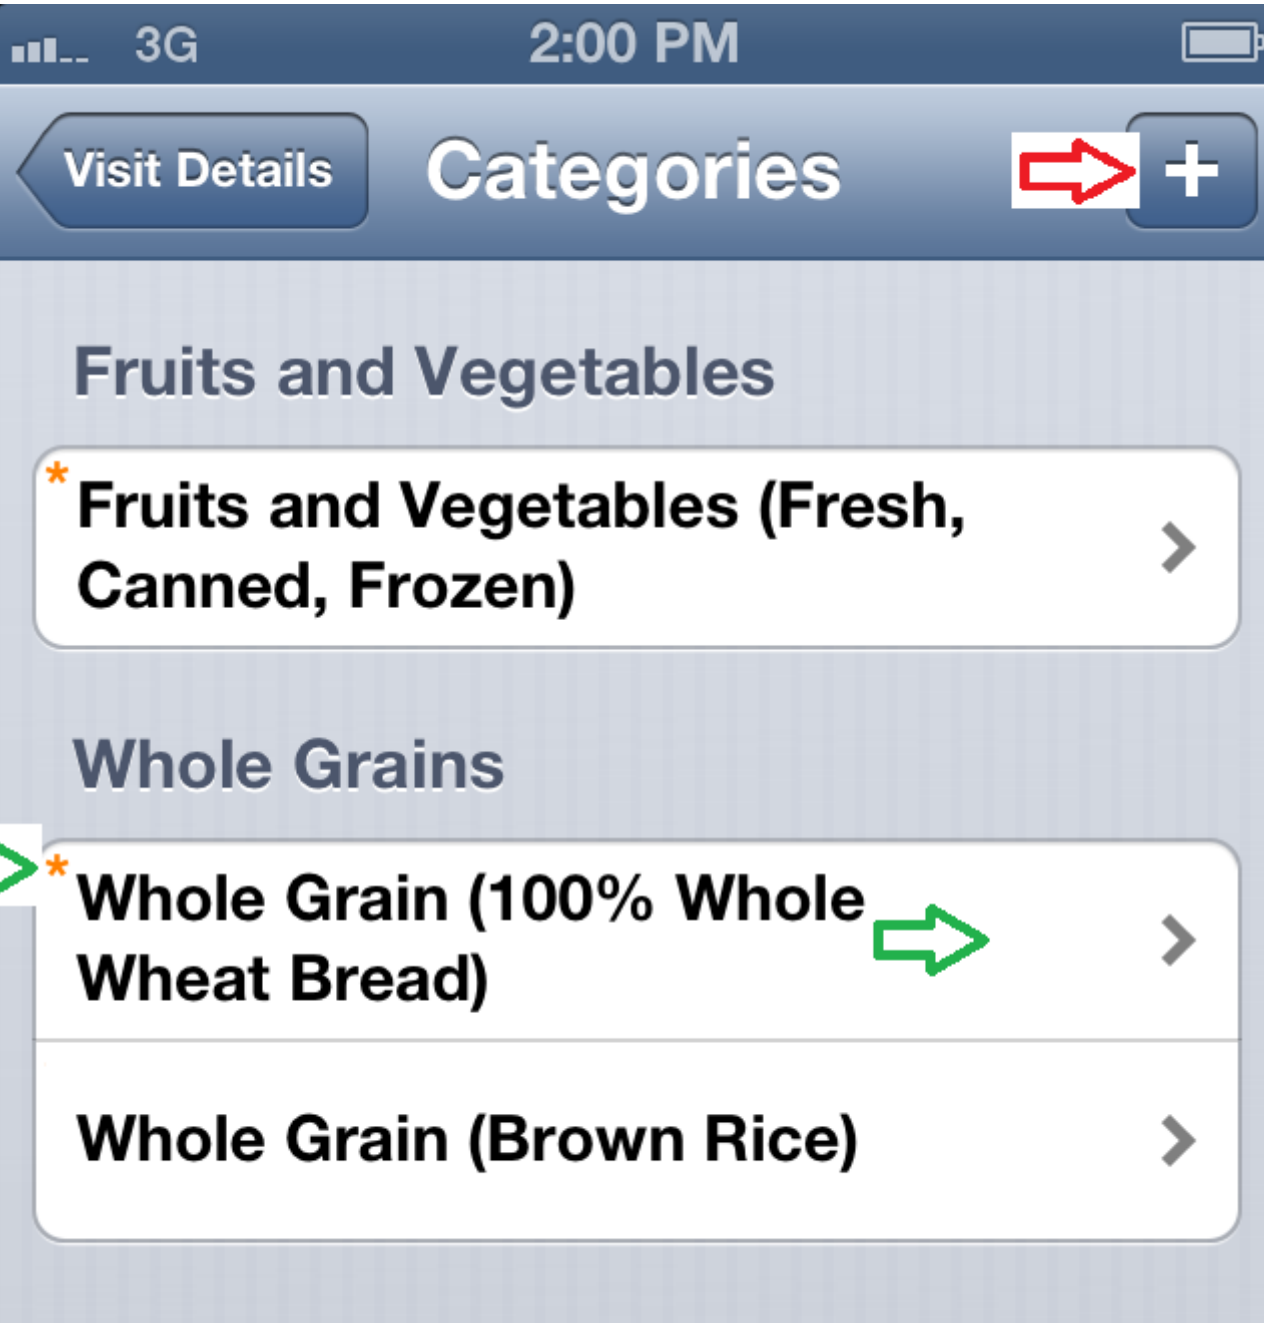 3G 2:00 PM
Visit Details Categories +
Fruits and Vegetables
* Fruits and Vegetables (Fresh,
Canned, Frozen)
Whole Grains
* Whole Grain (100% Whole
Wheat Bread)
Whole Grain (Brown Rice)